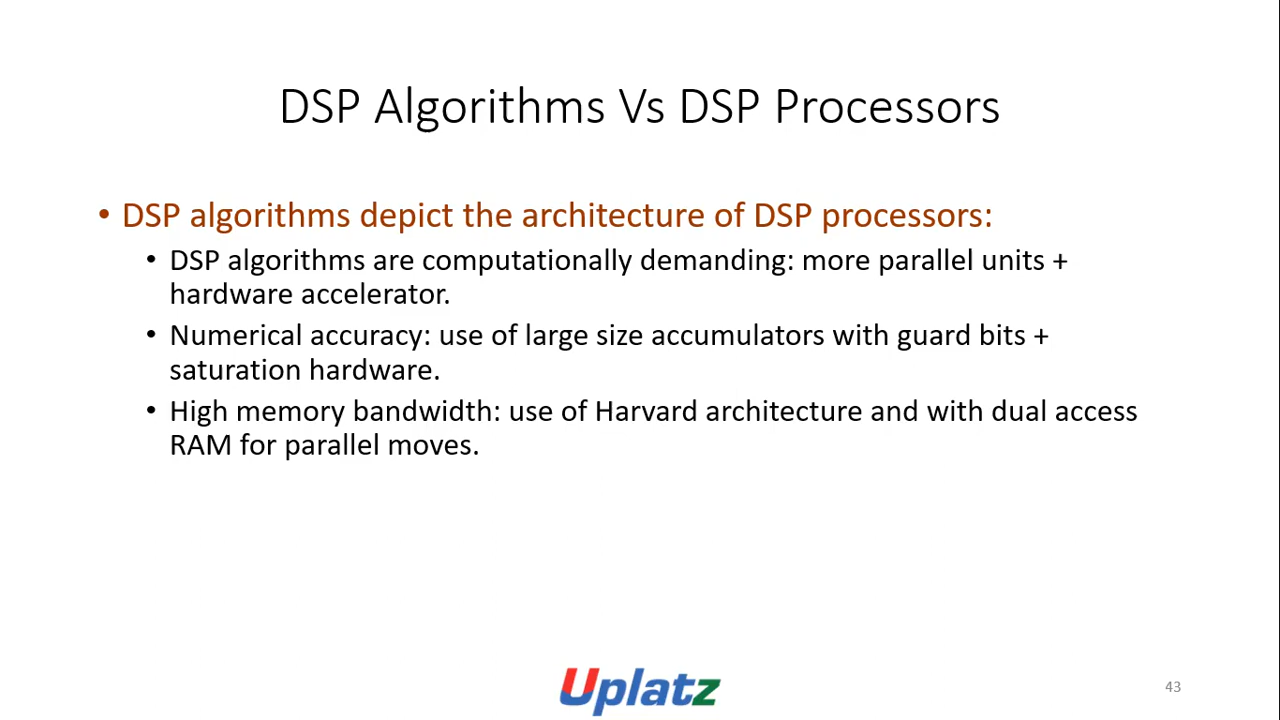 DSP Algorithms Vs DSP Processors
• DSP algorithms depict the architecture of DSP processors:
• DSP algorithms are computationally demanding: more parallel units +
hardware accelerator.
• Numerical accuracy: use of large size accumulators with guard bits +
saturation hardware.
• High memory bandwidth: use of Harvard architecture and with dual access
RAM for parallel moves.
Uplatz
43